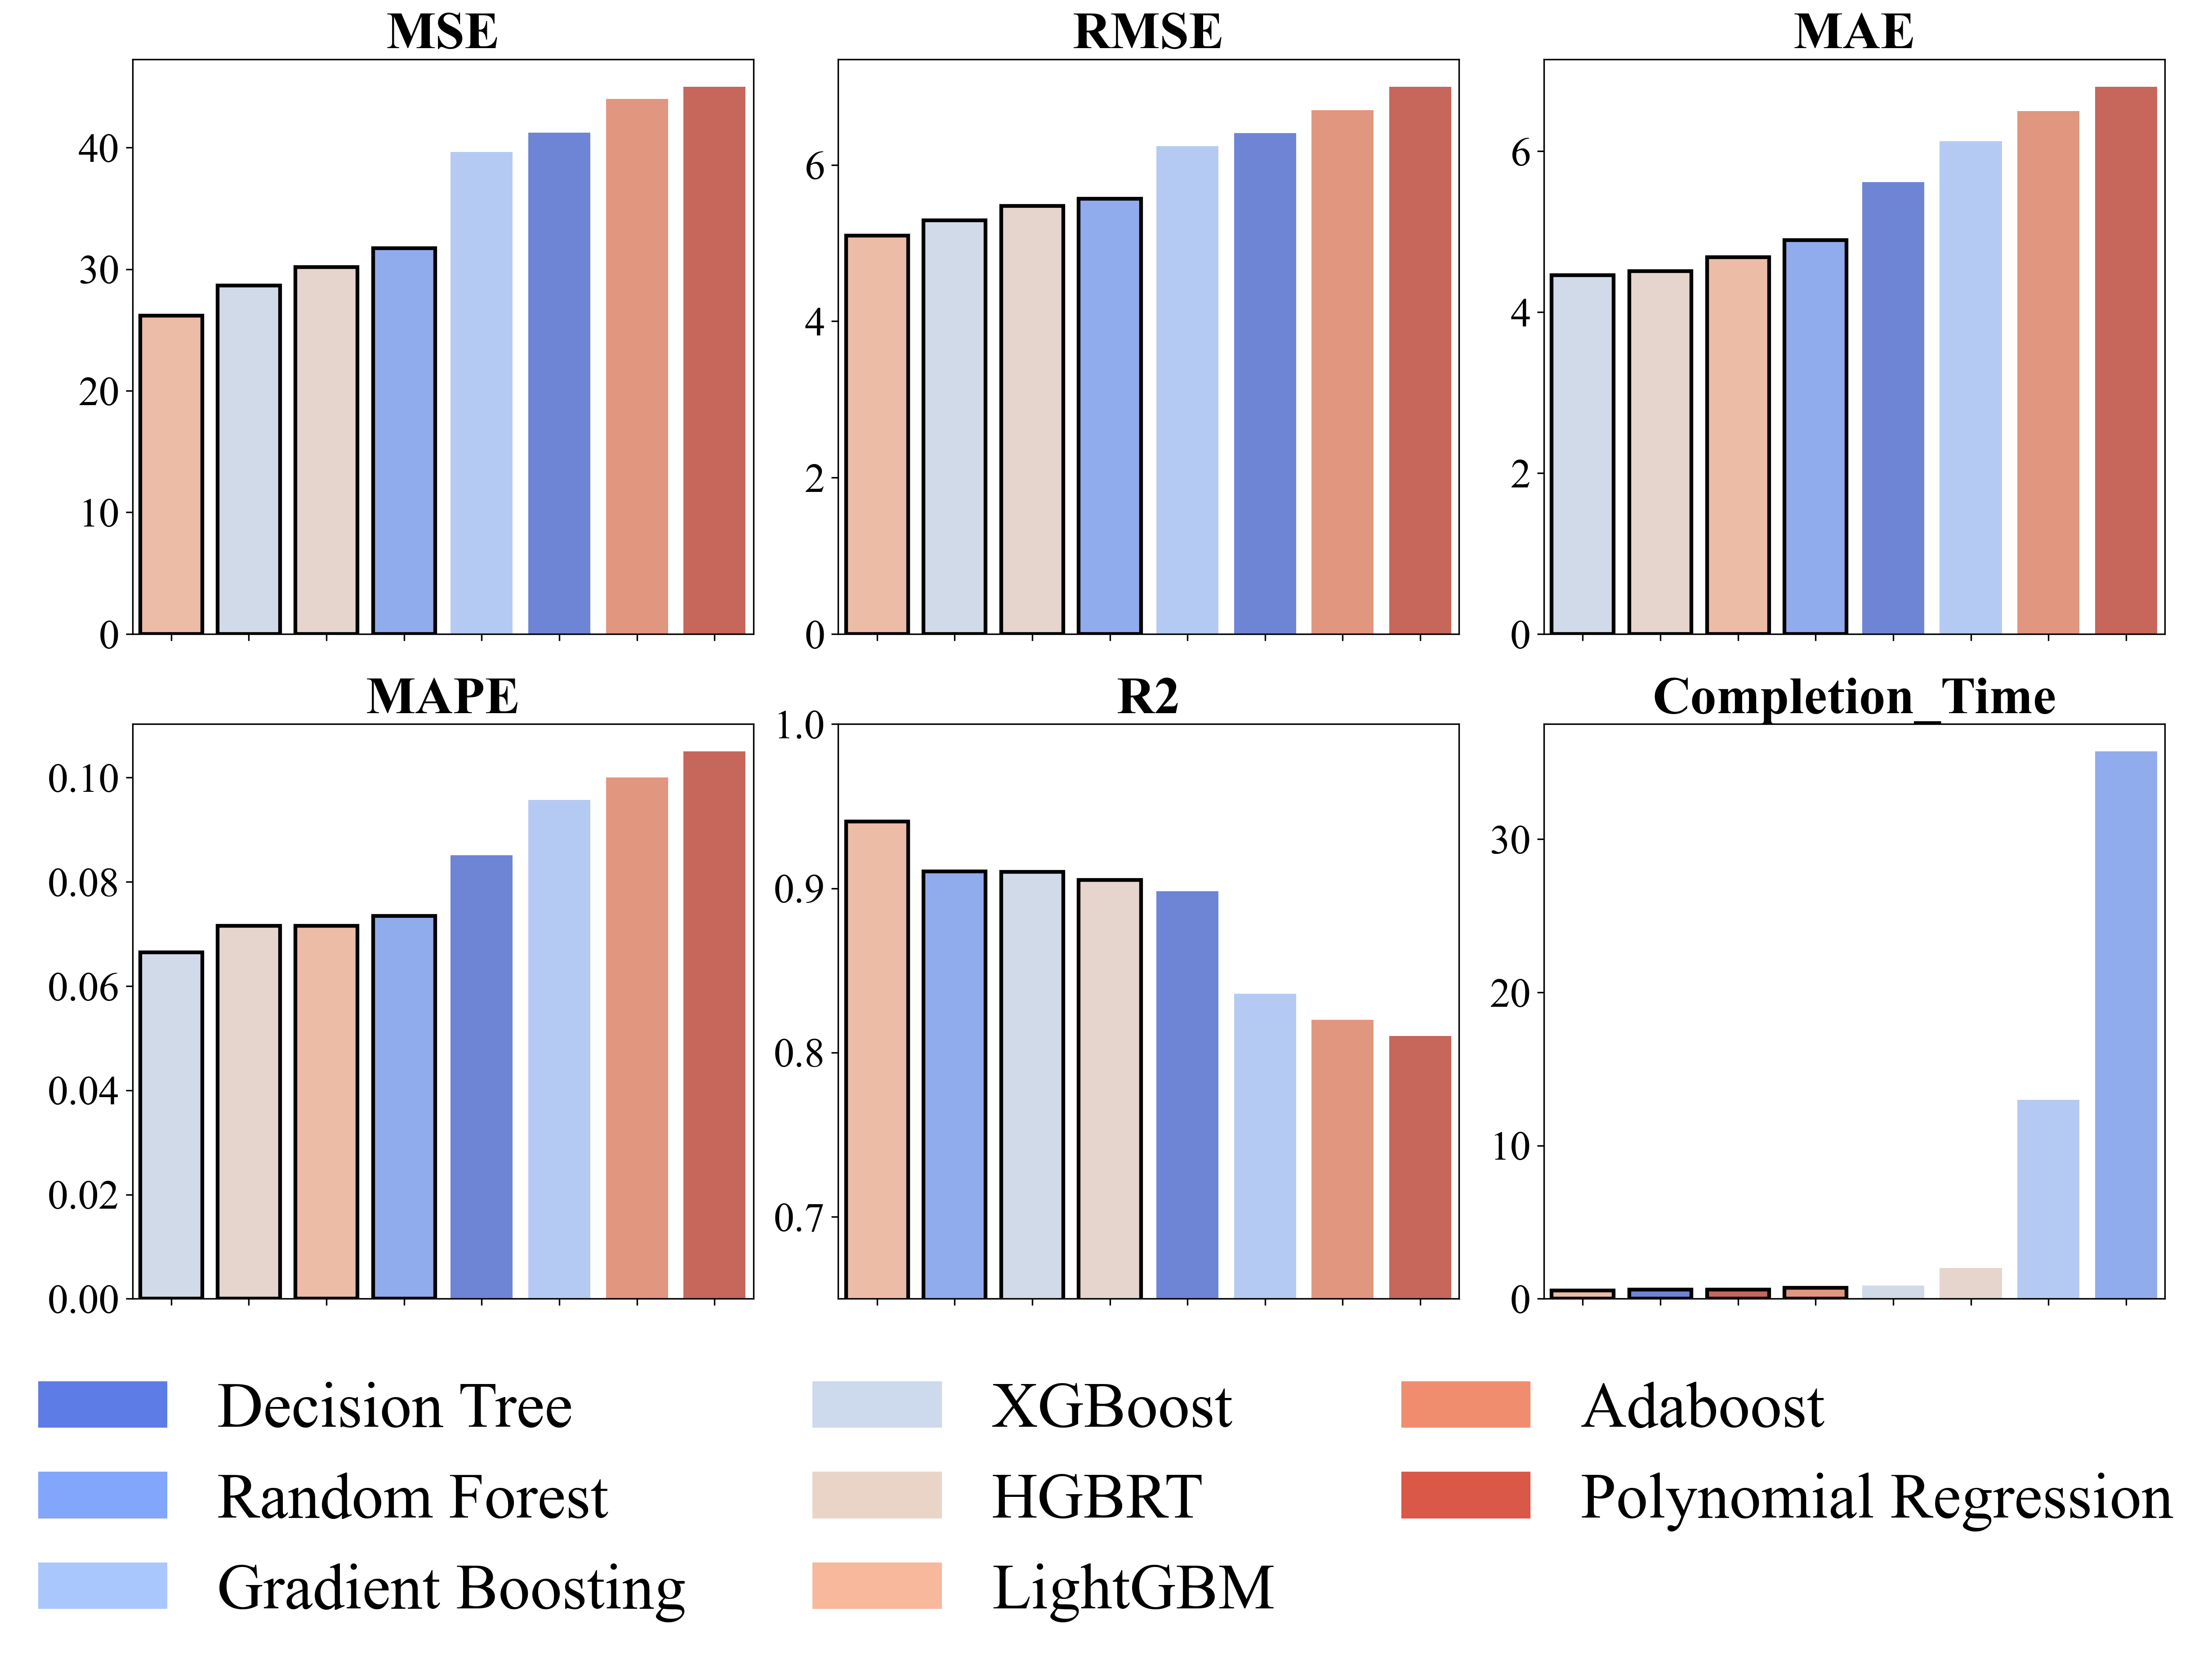 MSE
RMSE
MAE
40
30
20
10
0
6
4
2
0
6
4
2
0
MAPE
R2
Completion_Time
0.10
0.08
0.06
0.04
0.02
0.00
1.0
0.9
0.8
0.7
30
20
10
0
Decision Tree
Random Forest
Gradient Boosting
XGBoost
HGBRT
LightGBM
Adaboost
Polynomial Regression